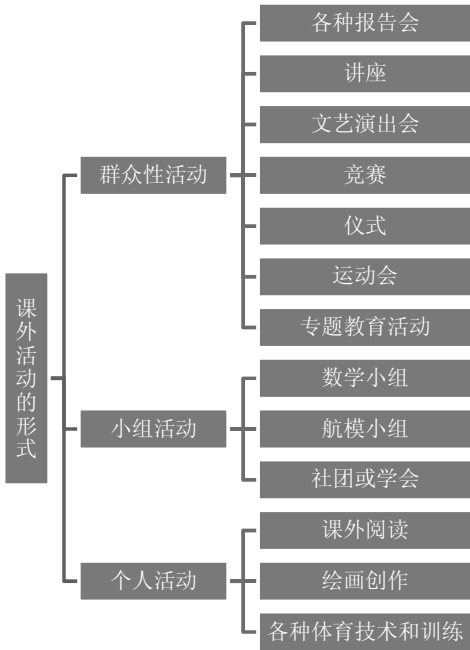 课外活动的形式
群众性活动
各种报告会
讲座
文艺演出会
竞赛
仪式
运动会
专题教育活动
小组活动
数学小组
航模小组
社团或学会
个人活动
课外阅读
绘画创作
各种体育技术和训练